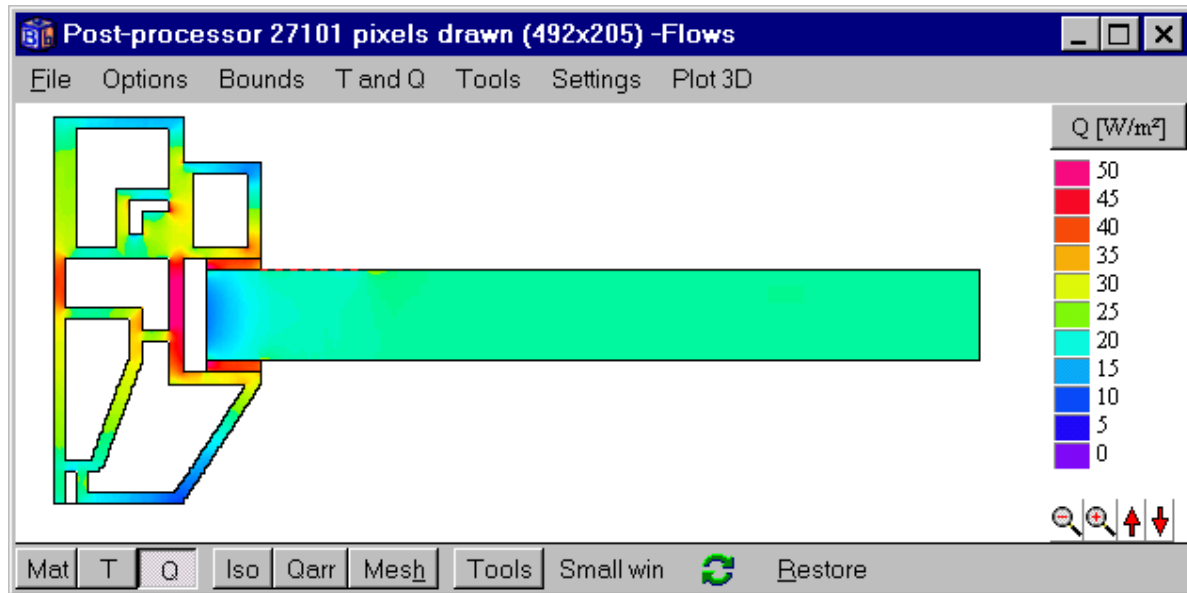 Post-processor 27101 pixels drawn (492x205) -Flows
File Options Bounds T and Q Tools Settings Plot 3D
Q [W/m²]
50
45
40
35
30
25
20
15
10
5
0
Mat T Q Iso Qarr Mesh Tools Small win Restore